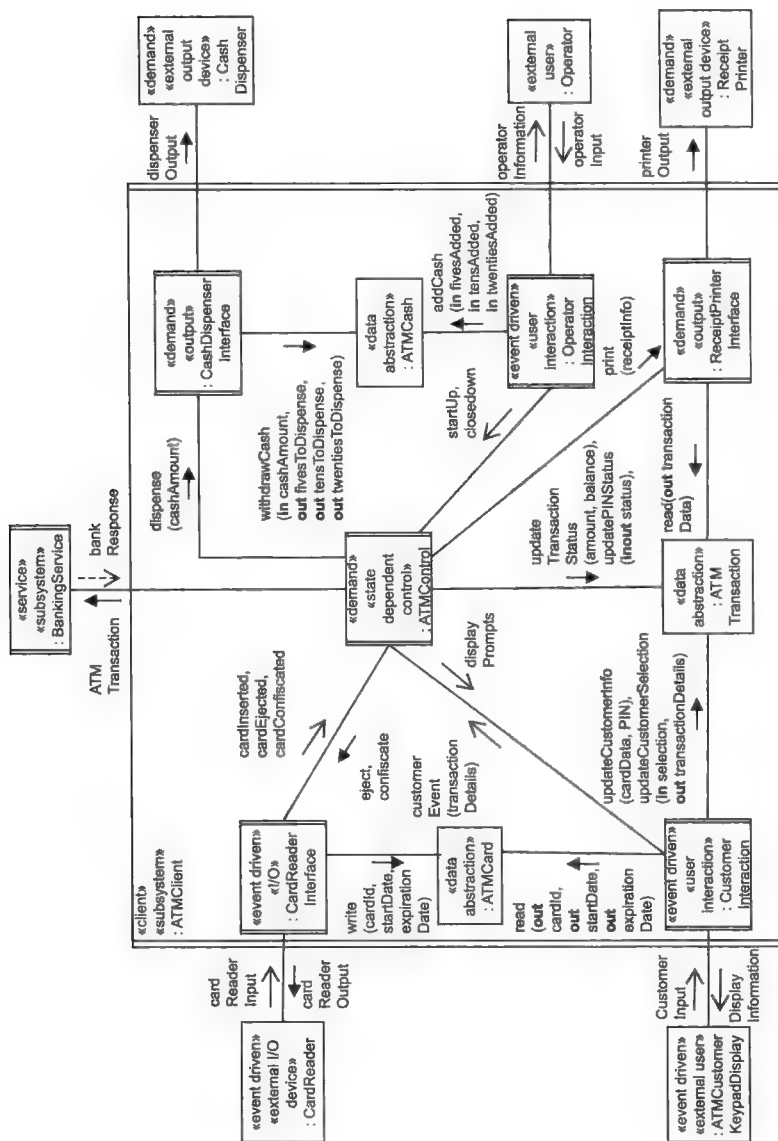 «service»
«subsystem»
: BankingService
ATM
Transaction
bank
Response
«client»
«subsystem»
: ATMClient
«event driven»
«external I/O
device»
: CardReader
card
Reader
Input
card
Reader
Output
«event driven»
«I/O»
: CardReader
Interface
cardInserted,
cardEjected,
cardConfiscated
eject,
confiscate
customer
Event
(transaction
Details)
display
Prompts
write
(cardId,
startDate,
expiration
Date)
«data
abstraction»
: ATMCard
read
(out
cardId,
out
startDate,
out
expiration
Date)
«event driven»
«external user»
: ATMCustomer
KeypadDisplay
Customer
Input
Display
Information
«event driven»
«user
interaction»
: Customer
Interaction
updateCustomerInfo
(cardData, PIN),
updateCustomerSelection
(in selection,
out transactionDetails)
«demand»
«state
dependent
control»
: ATMControl
dispense
(cashAmount)
«demand»
«output»
: CashDispenser
Interface
dispenser
Output
«demand»
«external
output
device»
: Cash
Dispenser
withdrawCash
(in cashAmount,
out fivesToDispense,
out tensToDispense,
out twentiesToDispense)
«data
abstraction»
: ATMCash
addCash
(in fivesAdded,
in tensAdded,
In twentiesAdded)
startUp,
closedown
«event driven»
«user
interaction»
: Operator
Interaction
operator
Information
operator
Input
«external
user»
: Operator
update
Transaction
Status
(amount, balance),
updatePINStatus
(inout status),
print
(receiptInfo)
«data
abstraction»
: ATM
Transaction
read(out transaction
Data)
«demand»
«output»
: ReceiptPrinter
Interface
printer
Output
«demand»
«external
output device»
: Receipt
Printer